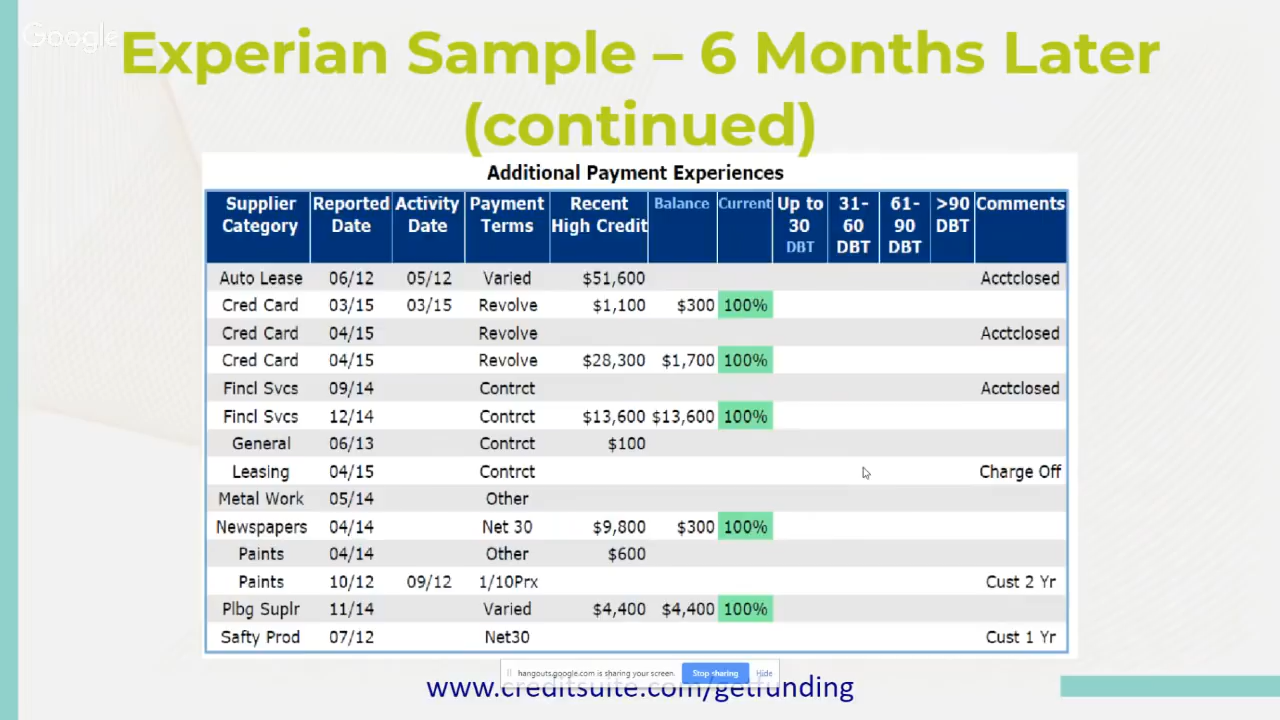 Google
Experian Sample – 6 Months Later
(continued)
Additional Payment Experiences
Supplier Category Reported Date Activity Date Payment Terms Recent High Credit Balance Current Up to 30 DBT 31-60 DBT 61-90 DBT >90 DBT Comments
Auto Lease 06/12 05/12 Varied $51,600 Acctclosed
Cred Card 03/15 03/15 Revolve $1,100 $300 100%
Cred Card 04/15 Revolve Acctclosed
Cred Card 04/15 Revolve $28,300 $1,700 100%
Fincl Svcs 09/14 Contrct Acctclosed
Fincl Svcs 12/14 Contrct $13,600 $13,600 100%
General 06/13 Contrct $100
Leasing 04/15 Contrct Charge Off
Metal Work 05/14 Other
Newspapers 04/14 Net 30 $9,800 $300 100%
Paints 04/14 Other $600
Paints 10/12 09/12 1/10Prx Cust 2 Yr
Plbg Suplr 11/14 Varied $4,400 $4,400 100%
Safty Prod 07/12 Net30 Cust 1 Yr
hangouts.google.com is sharing your screen. Stop sharing Hide
www.creditsuite.com/getfunding